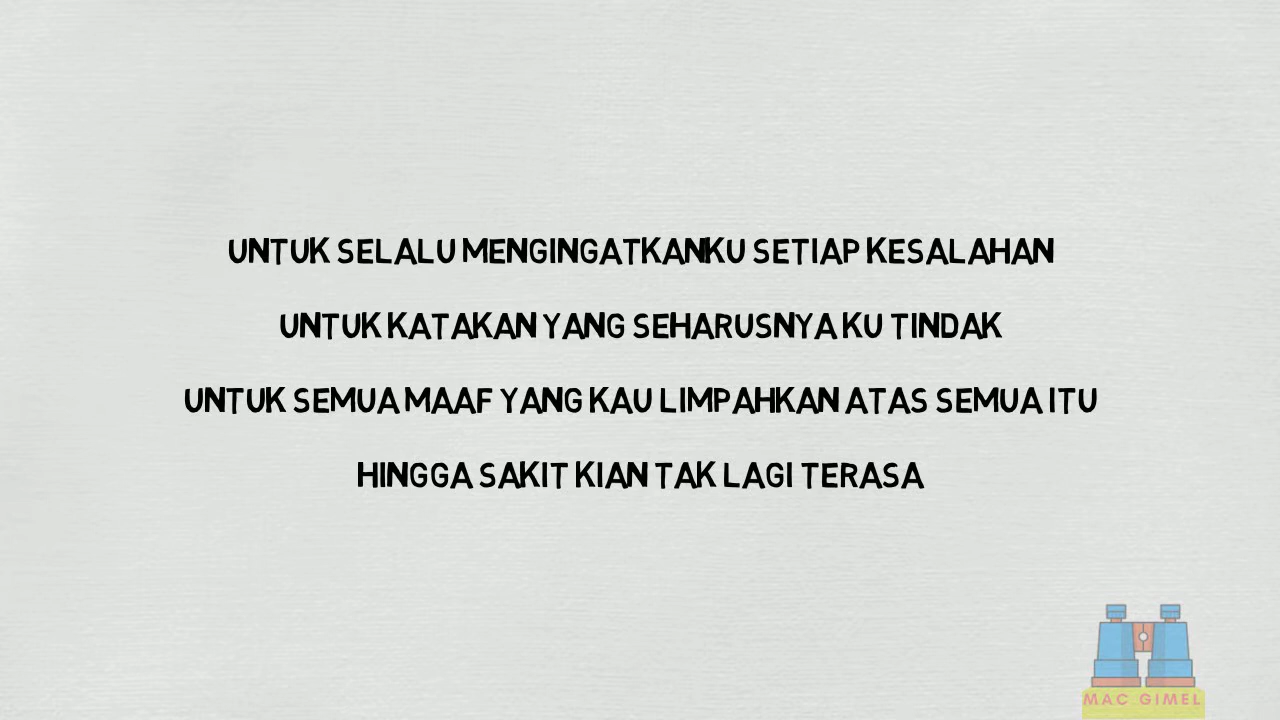 UNTUK SELALU MENGINGATKANKU SETIAP KESALAHAN
UNTUK KATAKAN YANG SEHARUSNYA KU TINDAK
UNTUK SEMUA MAAF YANG KAU LIMPAHKAN ATAS SEMUA ITU
HINGGA SAKIT KIAN TAK LAGI TERASA
MAC GIMEL